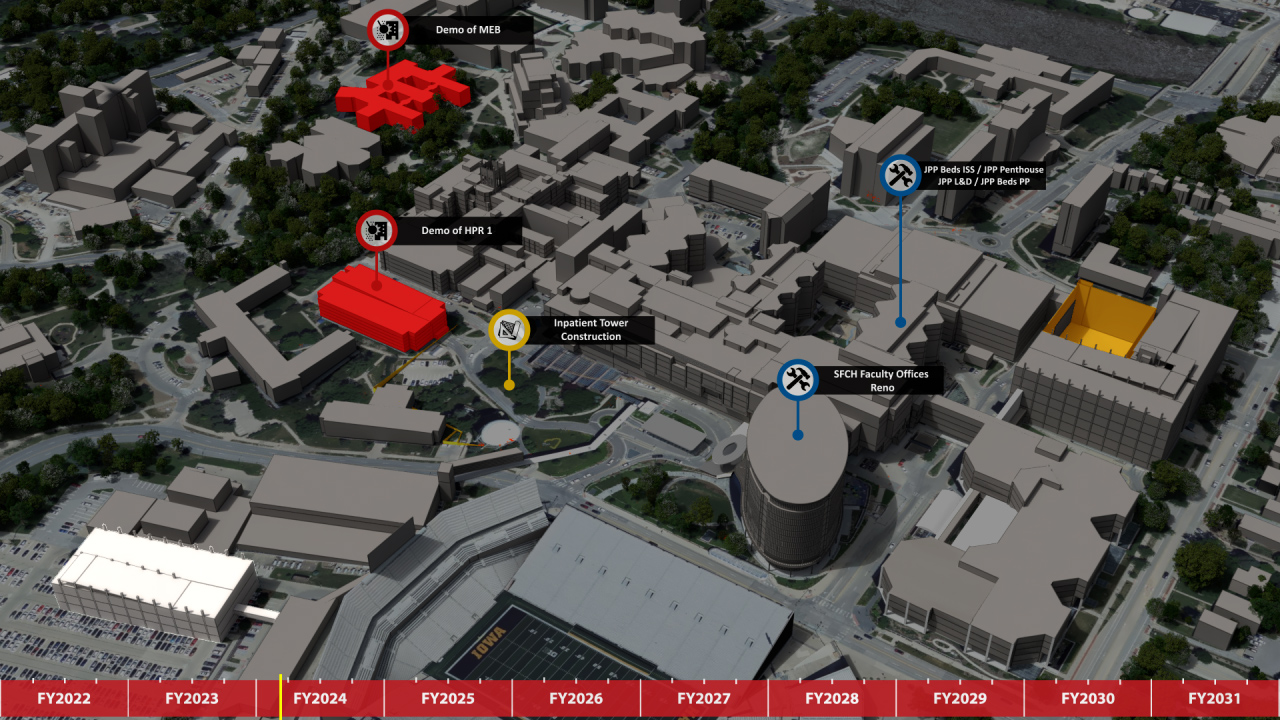 Demo of MEB
JPP Beds ISS / JPP Penthouse
JPP L&D / JPP Beds PP
Demo of HPR 1
Inpatient Tower
Construction
SFCH Faculty Offices
Reno
IOWA
FY2022
FY2023
FY2024
FY2025
FY2026
FY2027
FY2028
FY2029
FY2030
FY2031